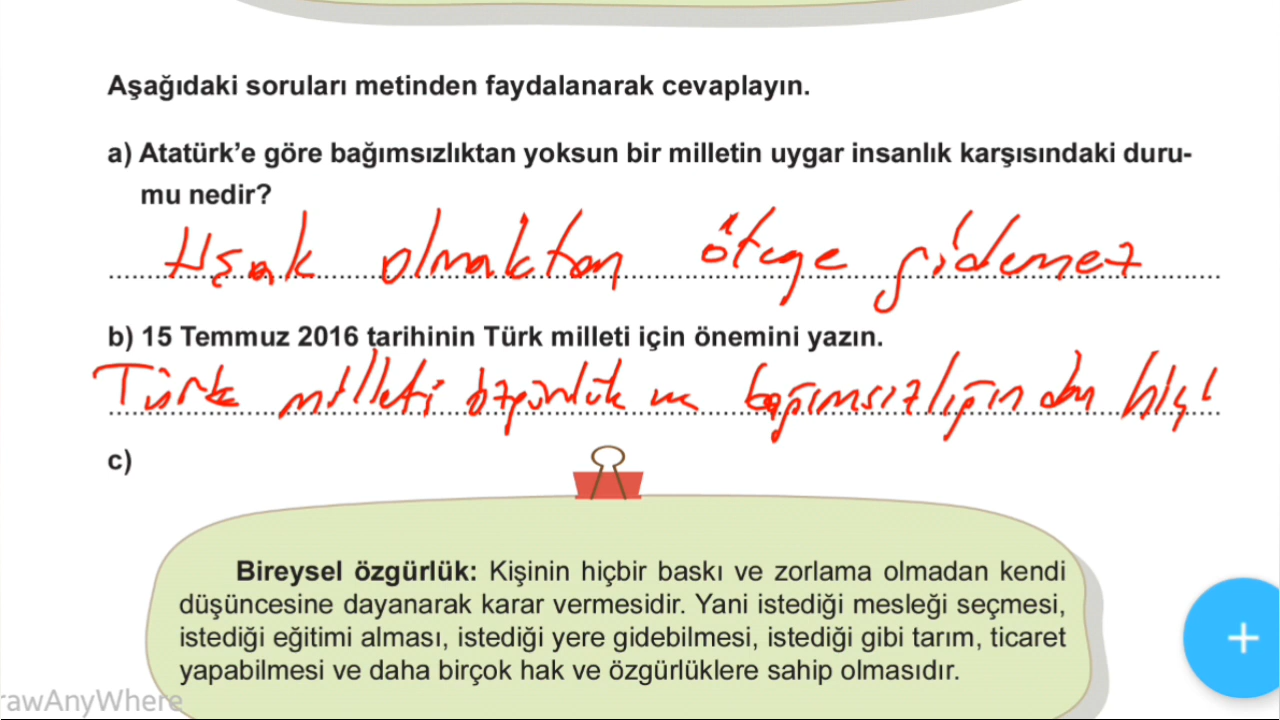 Aşağıdaki soruları metinden faydalanarak cevaplayın.
a) Atatürk’e göre bağımsızlıktan yoksun bir milletin uygar insanlık karşısındaki duru-
mu nedir?
Uşak olmaktan öteye gidemez
b) 15 Temmuz 2016 tarihinin Türk milleti için önemini yazın.
Türk milleti özgürlük ve bağımsızlığından hiç
c)
Bireysel özgürlük: Kişinin hiçbir baskı ve zorlama olmadan kendi
düşüncesine dayanarak karar vermesidir. Yani istediği mesleği seçmesi,
istediği eğitimi alması, istediği yere gidebilmesi, istediği gibi tarım, ticaret
yapabilmesi ve daha birçok hak ve özgürlüklere sahip olmasıdır.
rawAnyWhere